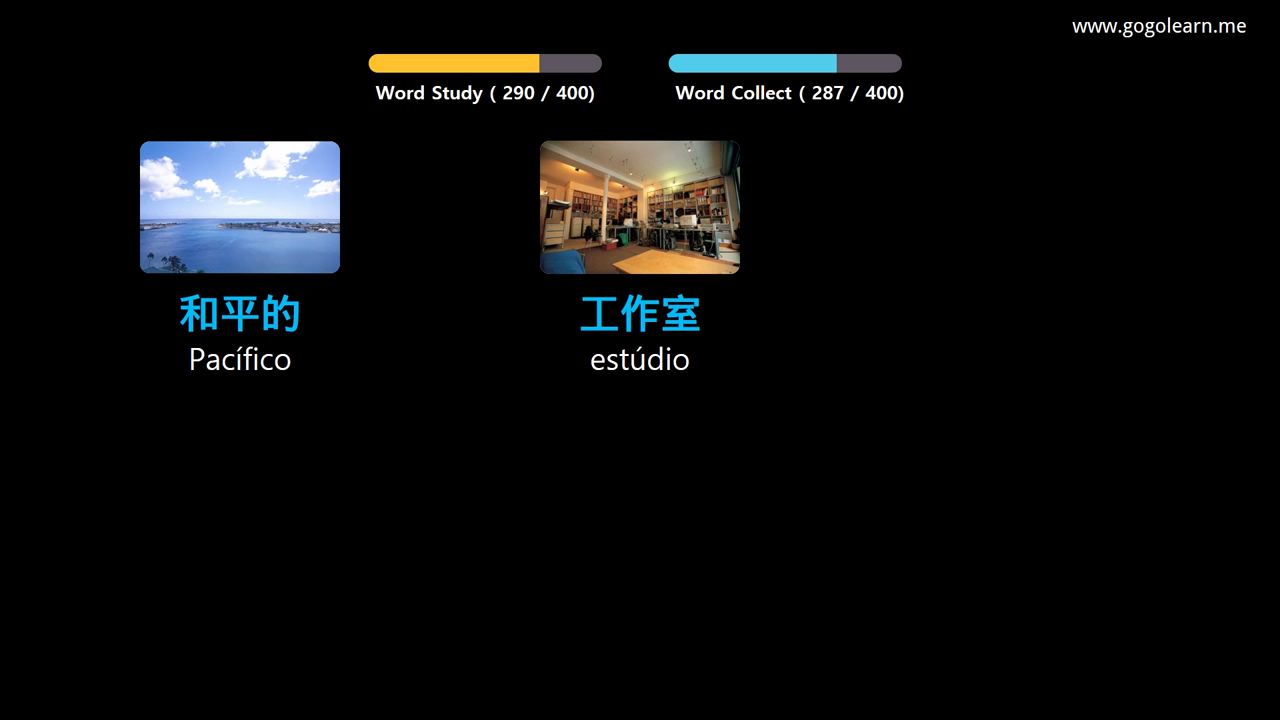 www.gogolearn.me
Word Study ( 290 / 400)
Word Collect ( 287 / 400)
和平的
Pacífico
工作室
estúdio